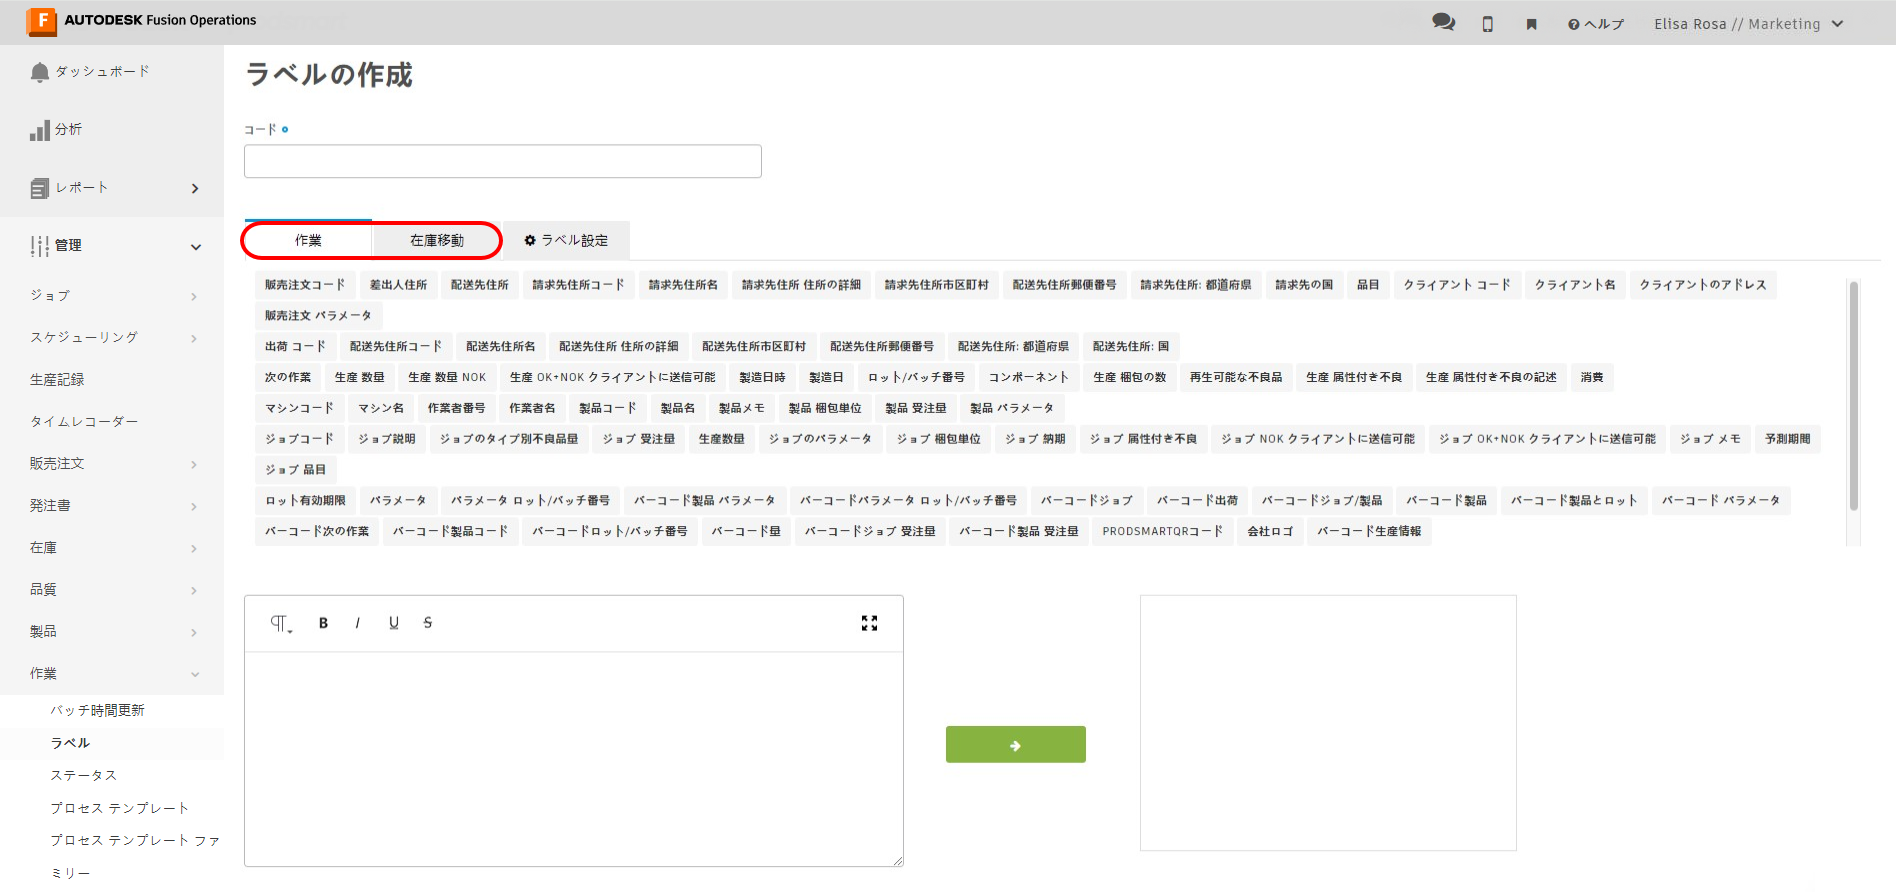 AUTODESK Fusion Operations
ヘルプ
Elisa Rosa // Marketing
ダッシュボード
分析
レポート
管理
ジョブ
スケジューリング
生産記録
タイムレコーダー
販売注文
発注書
在庫
品質
製品
作業
バッチ時間更新
ラベル
ステータス
プロセス テンプレート
プロセス テンプレート ファ
ミリー
ラベルの作成
コード
作業 在庫移動 ラベル設定
販売注文コード 差出人住所 配送先住所 請求先住所コード 請求先住所名 請求先住所 住所の詳細 請求先住所市区町村 配送先住所郵便番号 請求先住所: 都道府県 請求先の国 品目 クライアント コード クライアント名 クライアントのアドレス
販売注文 パラメータ
出荷 コード 配送先住所コード 配送先住所名 配送先住所 住所の詳細 配送先住所市区町村 配送先住所郵便番号 配送先住所: 都道府県 配送先住所: 国
次の作業 生産 数量 生産 数量 NOK 生産 OK+NOK クライアントに送信可能 製造日時 製造日 ロット/バッチ番号 コンポーネント 生産 梱包の数 再生可能な不良品 生産 属性付き不良 生産 属性付き不良の記述 消費
マシンコード マシン名 作業者番号 作業者名 製品コード 製品名 製品メモ 製品 梱包単位 製品 受注量 製品 パラメータ
ジョブコード ジョブ説明 ジョブのタイプ別不良品量 ジョブ 受注量 生産数量 ジョブのパラメータ ジョブ 梱包単位 ジョブ 納期 ジョブ 属性付き不良 ジョブ NOK クライアントに送信可能 ジョブ OK+NOK クライアントに送信可能 ジョブ メモ 予測期間
ジョブ 品目
ロット有効期限 パラメータ パラメータ ロット/バッチ番号 バーコード製品 パラメータ バーコードパラメータ ロット/バッチ番号 バーコードジョブ バーコード出荷 バーコードジョブ/製品 バーコード製品 バーコード製品とロット バーコード パラメータ
バーコード次の作業 バーコード製品コード バーコードロット/バッチ番号 バーコード量 バーコードジョブ 受注量 バーコード製品 受注量 PRODSMARTQRコード 会社ロゴ バーコード生産情報
B I U S